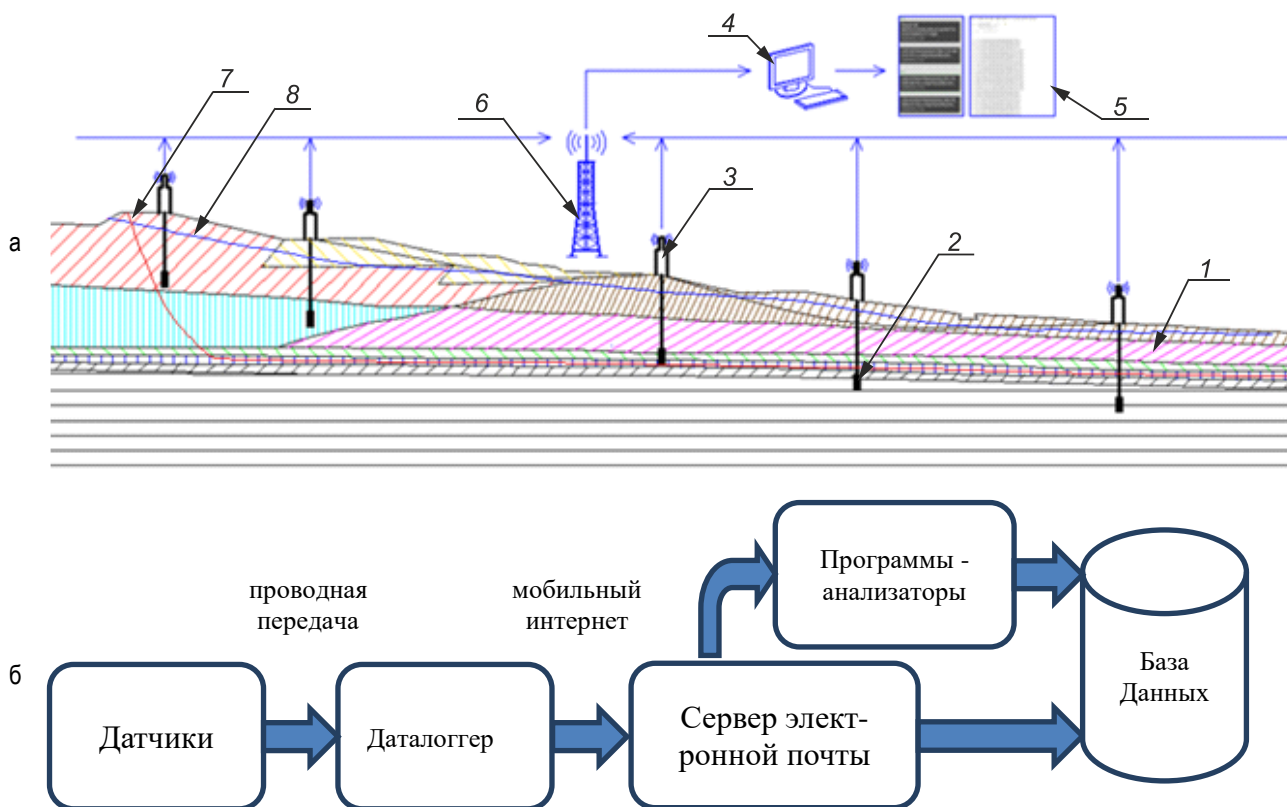 4
7
8
6
5
3
а
2
1
Программы -
анализаторы
проводная
передача
мобильный
интернет
б
База
Данных
Датчики
Даталоггер
Сервер элект-
ронной почты